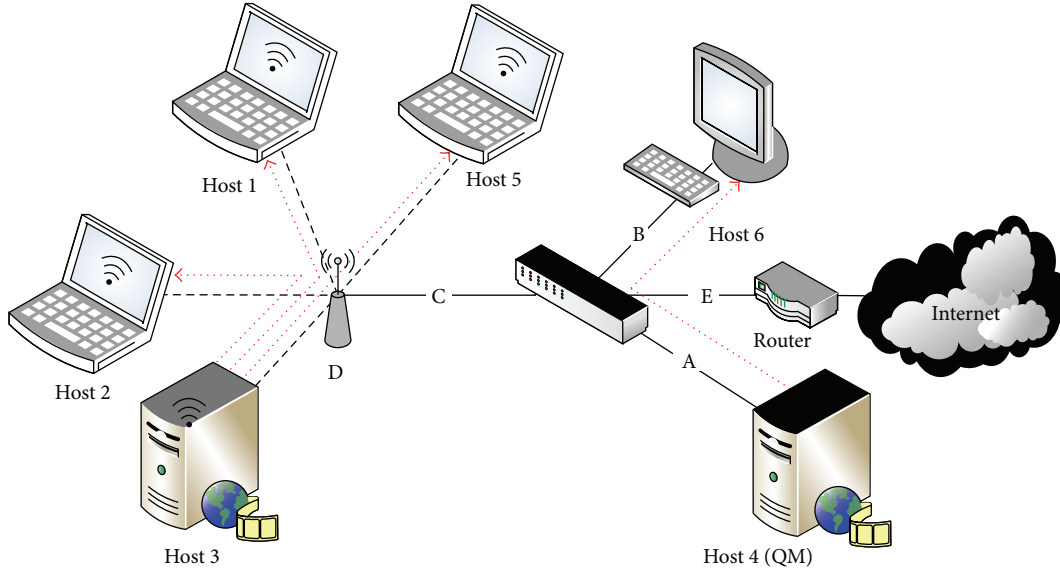 Host 1
Host 5
B
Host 6
C
E
Internet
Router
D
A
Host 2
Host 3
Host 4 (QM)